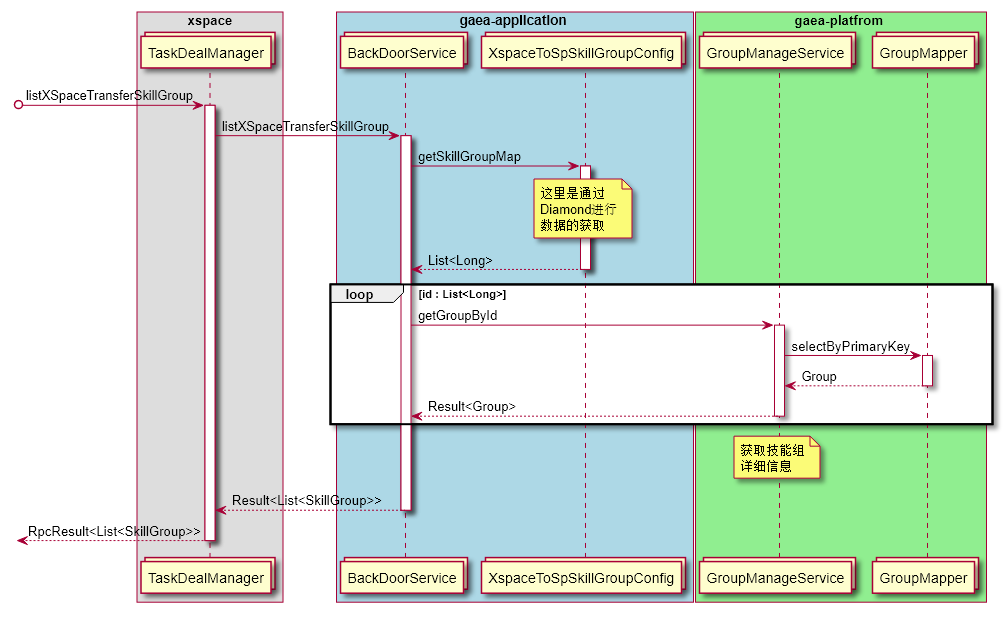 xspace
gaea-application
gaea-platfrom
TaskDealManager
BackDoorService
XspaceToSpSkillGroupConfig
GroupManageService
GroupMapper
listXSpaceTransferSkillGroup
listXSpaceTransferSkillGroup
getSkillGroupMap
这里是通过
Diamond进行
数据的获取
List<Long>
loop
[id : List<Long>]
getGroupById
selectByPrimaryKey
Group
Result<Group>
获取技能组
详细信息
Result<List<SkillGroup>>
RpcResult<List<SkillGroup>>
TaskDealManager
BackDoorService
XspaceToSpSkillGroupConfig
GroupManageService
GroupMapper